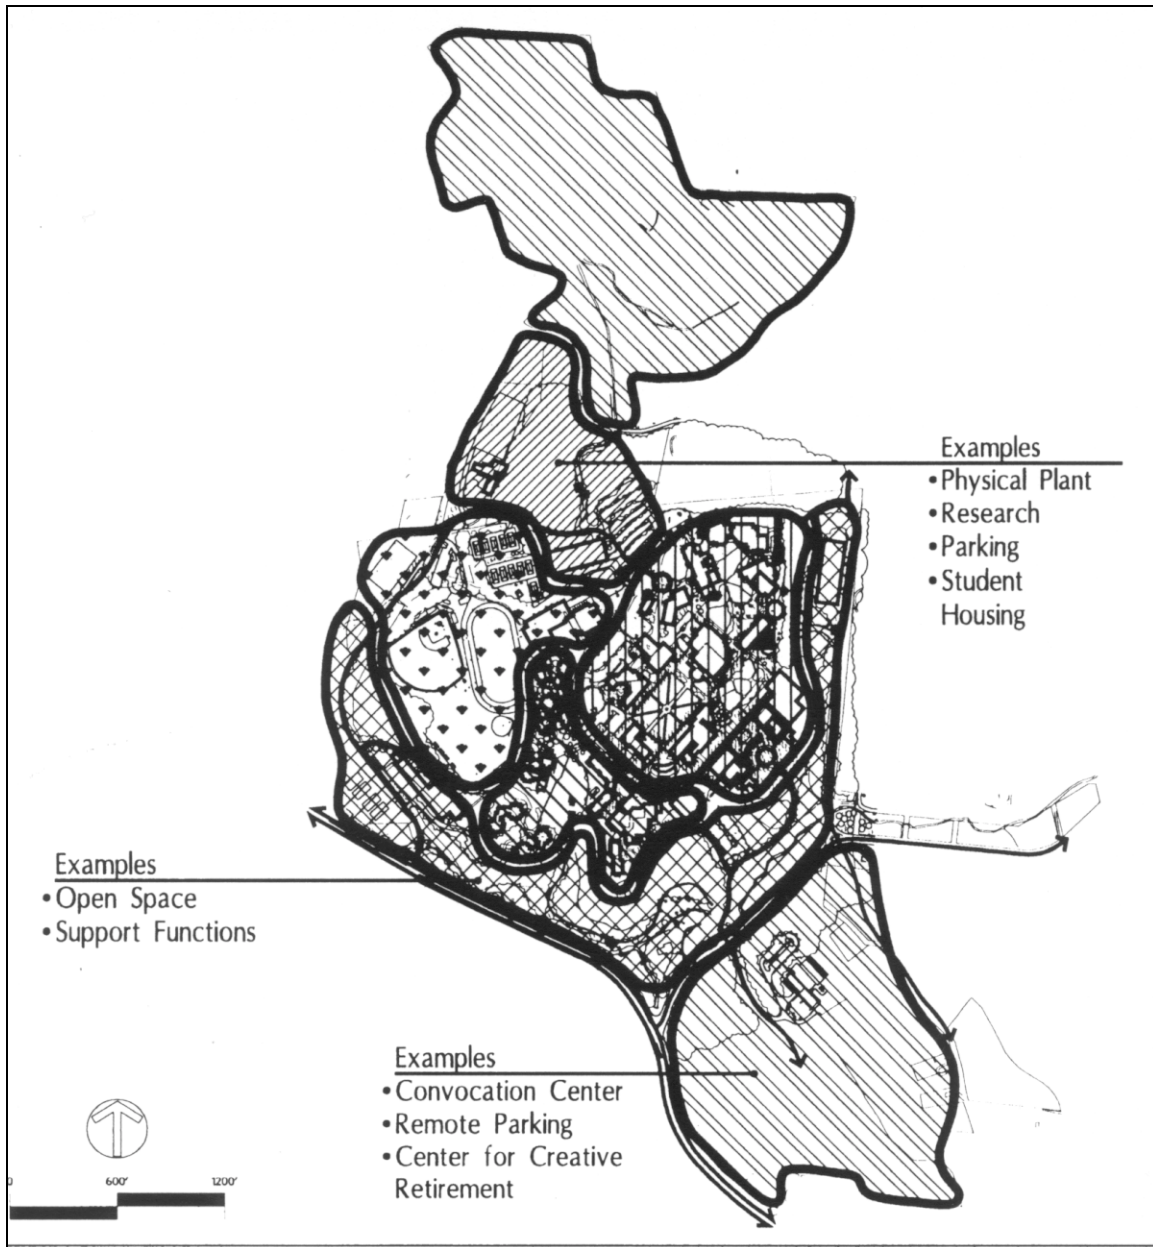 Examples
•Physical Plant
•Research
•Parking
•Student
Housing
Examples
•Open Space
•Support Functions
Examples
•Convocation Center
•Remote Parking
•Center for Creative
Retirement
0 600' 1200'